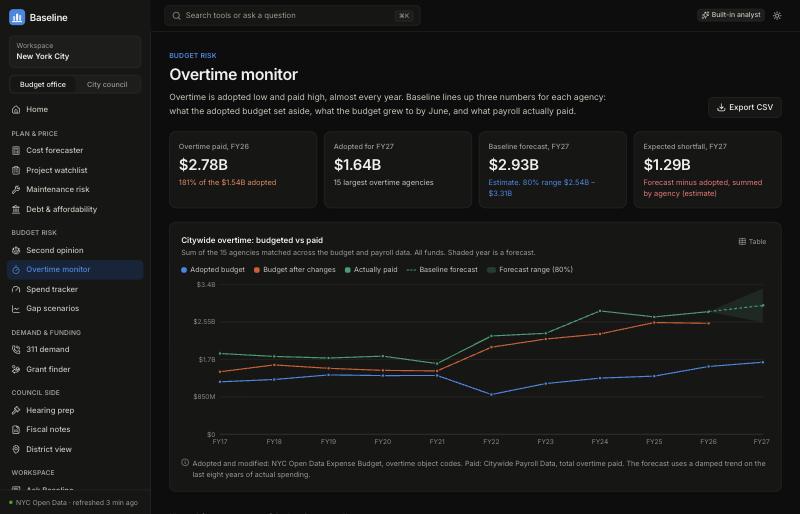 Baseline
Search tools or ask a question
⌘K
Built-in analyst
Workspace
New York City
Budget office
City council
Home
PLAN & PRICE
Cost forecaster
Project watchlist
Maintenance risk
Debt & affordability
BUDGET RISK
Second opinion
Overtime monitor
Spend tracker
Gap scenarios
DEMAND & FUNDING
311 demand
Grant finder
COUNCIL SIDE
Hearing prep
Fiscal notes
District view
WORKSPACE
Ask Baseline
NYC Open Data · refreshed 3 min ago
BUDGET RISK
Overtime monitor
Overtime is adopted low and paid high, almost every year. Baseline lines up three numbers for each agency:
what the adopted budget set aside, what the budget grew to by June, and what payroll actually paid.
Export CSV
Overtime paid, FY26
$2.78B
181% of the $1.54B adopted
Adopted for FY27
$1.64B
15 largest overtime agencies
Baseline forecast, FY27
$2.93B
Estimate. 80% range $2.54B –
$3.31B
Expected shortfall, FY27
$1.29B
Forecast minus adopted, summed
by agency (estimate)
Citywide overtime: budgeted vs paid
Sum of the 15 agencies matched across the budget and payroll data. All funds. Shaded year is a forecast.
Table
Adopted budget
Budget after changes
Actually paid
Baseline forecast
Forecast range (80%)
$3.4B
$2.55B
$1.7B
$850M
$0
FY17
FY18
FY19
FY20
FY21
FY22
FY23
FY24
FY25
FY26
FY27
Adopted and modified: NYC Open Data Expense Budget, overtime object codes. Paid: Citywide Payroll Data, total overtime paid. The forecast uses a damped trend on the
last eight years of actual spending.